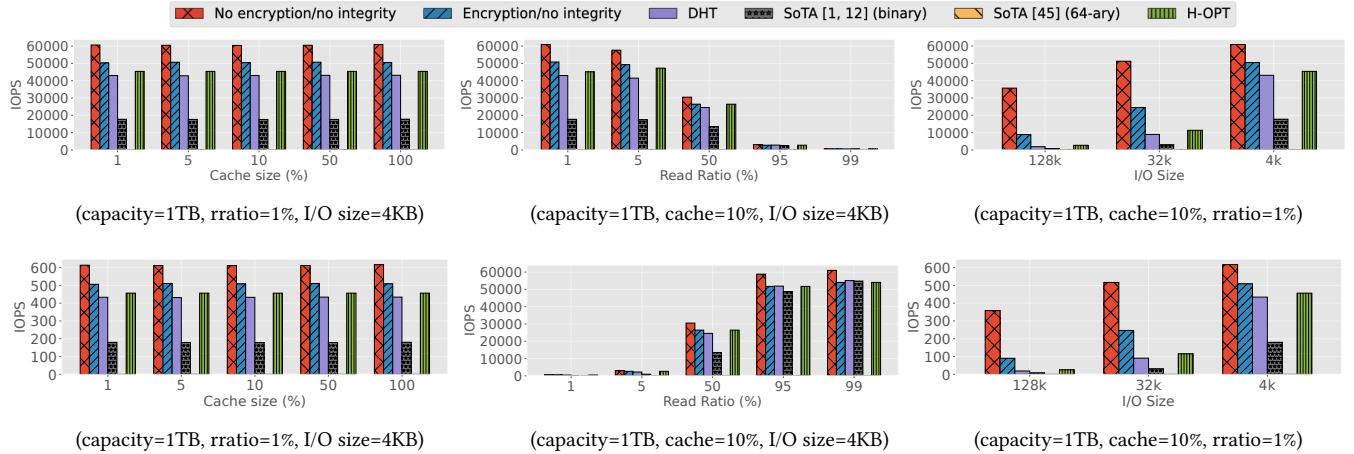 No encryption/no integrity Encryption/no integrity DHT SoTA [1, 12] (binary) SoTA [45] (64-ary) H-OPT
60000
50000
40000
30000
20000
10000
0
IOPS
1 5 10 50 100
Cache size (%)
(capacity=1TB, rratio=1%, I/O size=4KB)
60000
50000
40000
30000
20000
10000
0
IOPS
1 5 50 95 99
Read Ratio (%)
(capacity=1TB, cache=10%, I/O size=4KB)
60000
50000
40000
30000
20000
10000
0
IOPS
128k 32k 4k
I/O Size
(capacity=1TB, cache=10%, rratio=1%)
600
500
400
300
200
100
0
IOPS
1 5 10 50 100
Cache size (%)
(capacity=1TB, rratio=1%, I/O size=4KB)
60000
50000
40000
30000
20000
10000
0
IOPS
1 5 50 95 99
Read Ratio (%)
(capacity=1TB, cache=10%, I/O size=4KB)
600
500
400
300
200
100
0
IOPS
128k 32k 4k
I/O Size
(capacity=1TB, cache=10%, rratio=1%)